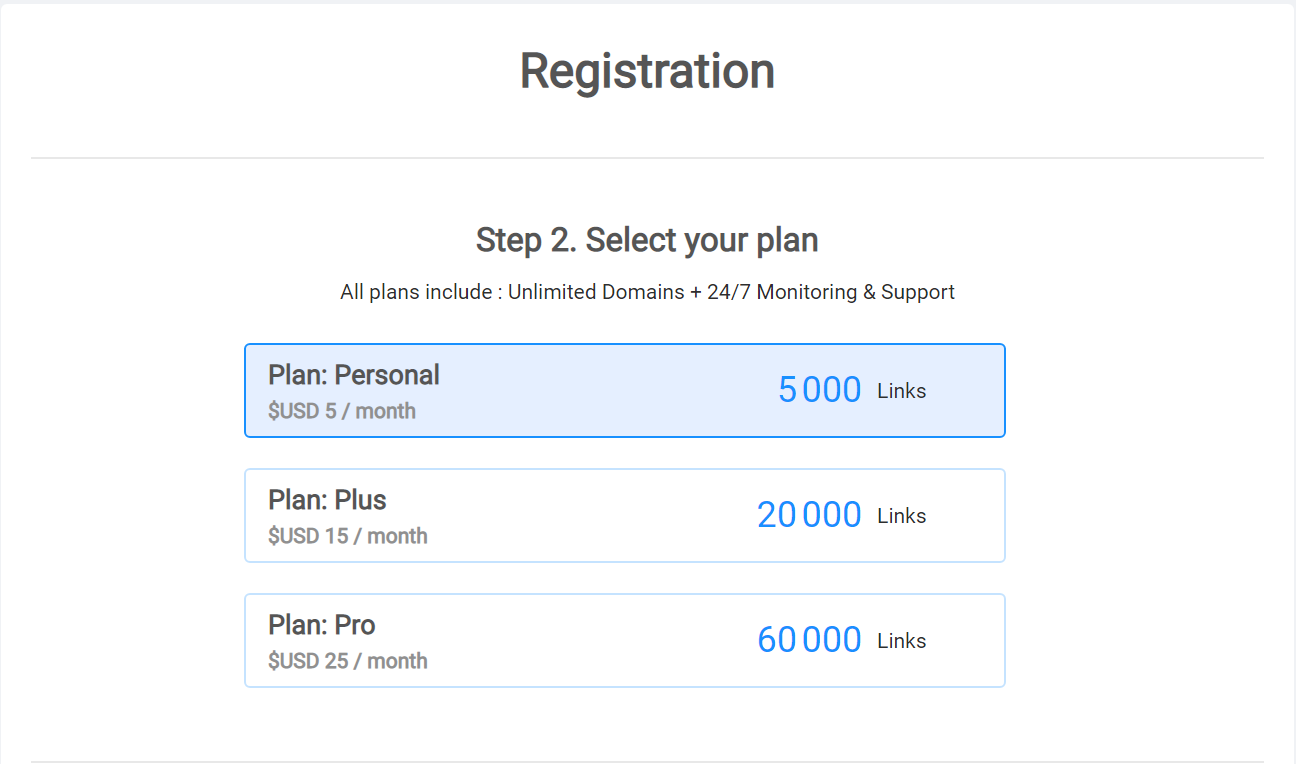 Registration
Step 2. Select your plan
All plans include : Unlimited Domains + 24/7 Monitoring & Support
Plan: Personal
$USD 5 / month
5 000 Links
Plan: Plus
$USD 15 / month
20 000 Links
Plan: Pro
$USD 25 / month
60 000 Links